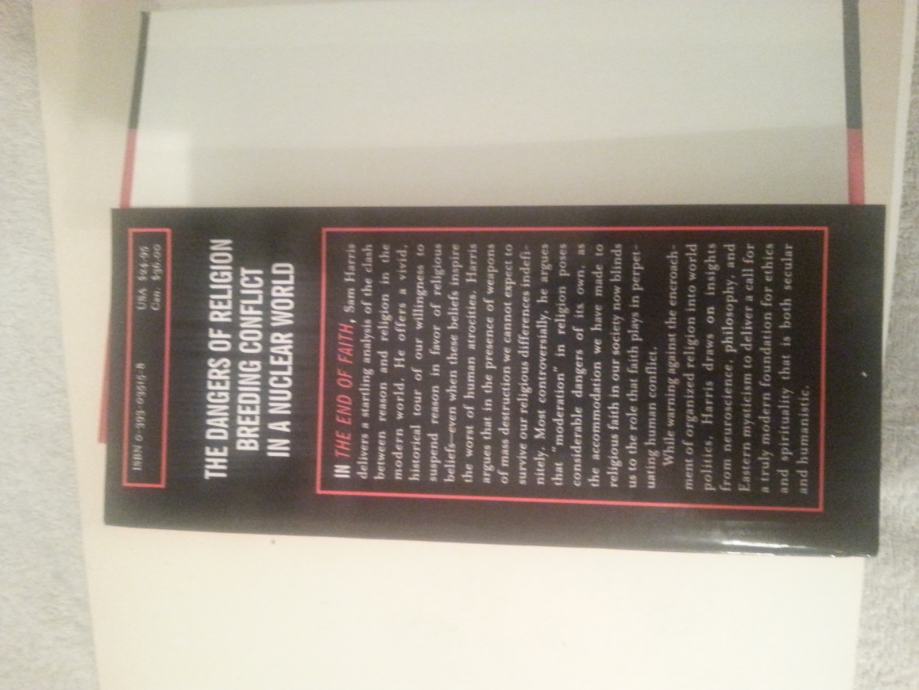 ISBN 0-393-03515-8
USA $24.95
Can. $36.00
THE DANGERS OF RELIGION
BREEDING CONFLICT
IN A NUCLEAR WORLD
IN THE END OF FAITH, Sam Harris
delivers a startling analysis of the clash
between reason and religion in the
modern world. He offers a vivid,
historical tour of our willingness to
suspend reason in favor of religious
beliefs—even when these beliefs inspire
the worst of human atrocities. Harris
argues that in the presence of weapons
of mass destruction we cannot expect to
survive our religious differences indefi-
nitely. Most controversially, he argues
that "moderation" in religion poses
considerable dangers of its own, as
the accommodation we have made to
religious faith in our society now blinds
us to the role that faith plays in perpet-
uating human conflict.
While warning against the encroach-
ment of organized religion into world
politics, Harris draws on insights
from neuroscience, philosophy, and
Eastern mysticism to deliver a call for
a truly modern foundation for ethics
and spirituality that is both secular
and humanistic.